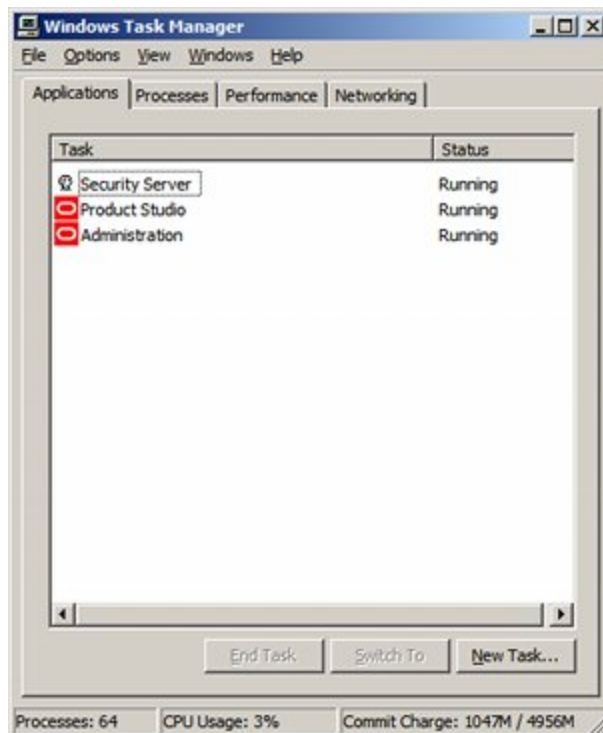 Windows Task Manager
File Options View Windows Help
Applications Processes Performance Networking
Task Status
Security Server Running
Product Studio Running
Administration Running
End Task Switch To New Task...
Processes: 64 CPU Usage: 3% Commit Charge: 1047M / 4956M